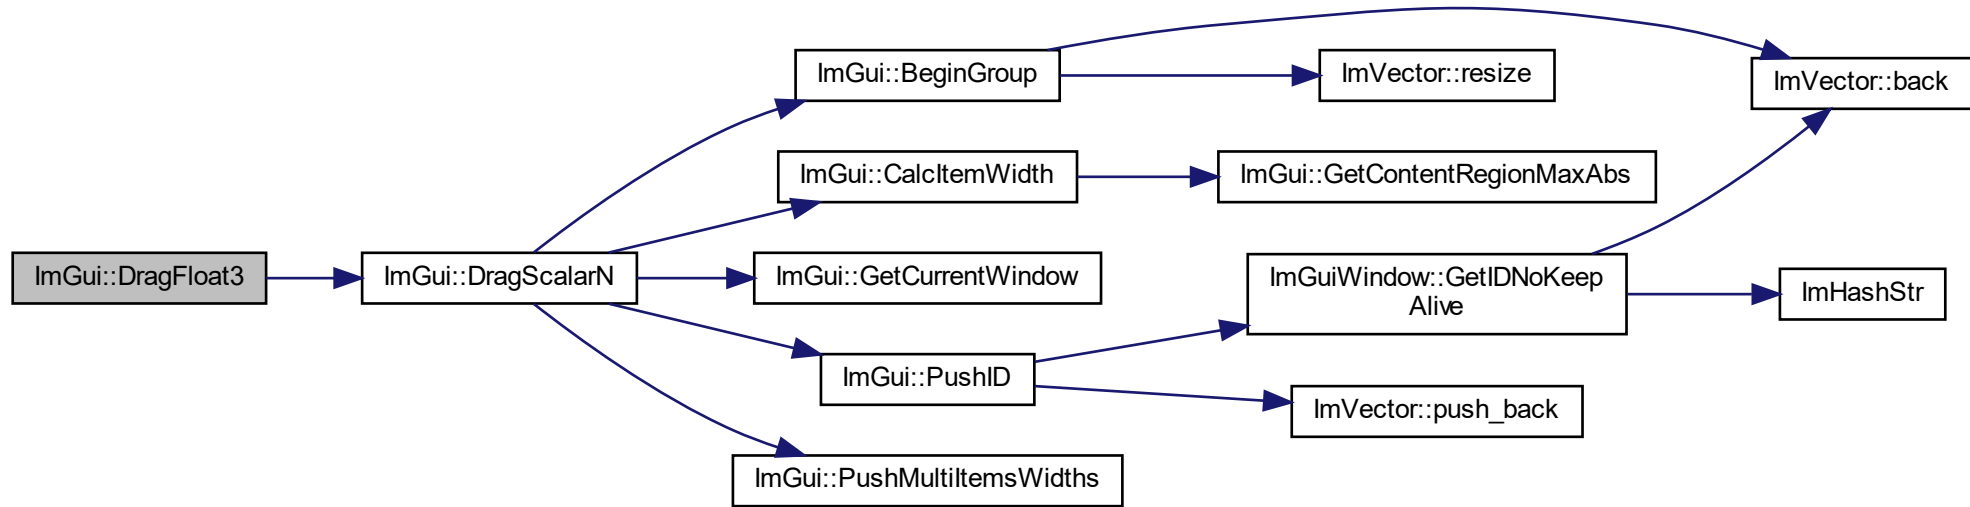 ImGui::DragFloat3
ImGui::DragScalarN
ImGui::BeginGroup
ImGui::CalcItemWidth
ImGui::GetCurrentWindow
ImGui::PushID
ImGui::PushMultiItemsWidths
ImVector::resize
ImGui::GetContentRegionMaxAbs
ImGuiWindow::GetIDNoKeep
Alive
ImVector::push_back
ImVector::back
ImHashStr